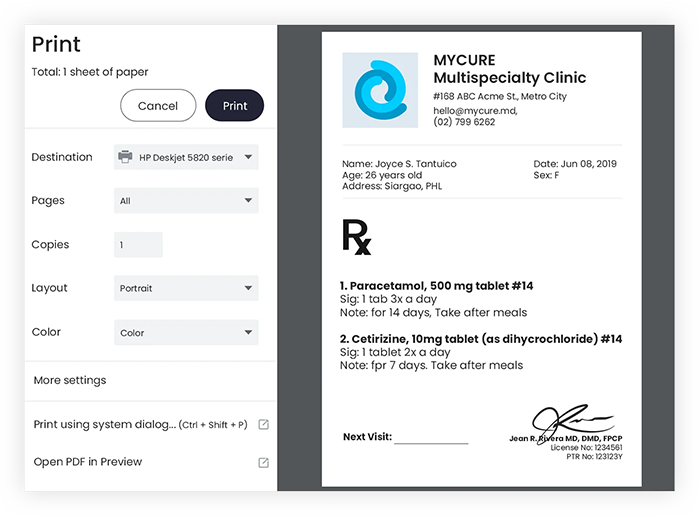 Print
Total: 1 sheet of paper
Cancel
Print
Destination
HP Deskjet 5820 serie
Pages
All
Copies
1
Layout
Portrait
Color
Color
More settings
Print using system dialog... (Ctrl + Shift + P)
Open PDF in Preview
MYCURE
Multispecialty Clinic
#168 ABC Acme St., Metro City
hello@mycure.md,
(02) 799 6262
Name: Joyce S. Tantuico
Age: 26 years old
Address: Siargao, PHL
Date: Jun 08, 2019
Sex: F
Rx
1. Paracetamol, 500 mg tablet #14
Sig: 1 tab 3x a day
Note: for 14 days, Take after meals
2. Cetirizine, 10mg tablet (as dihycrochloride) #14
Sig: 1 tablet 2x a day
Note: fpr 7 days. Take after meals
Next Visit:
Jean R. Rivera MD, DMD, FPCP
License No: 1234561
PTR No: 123123Y